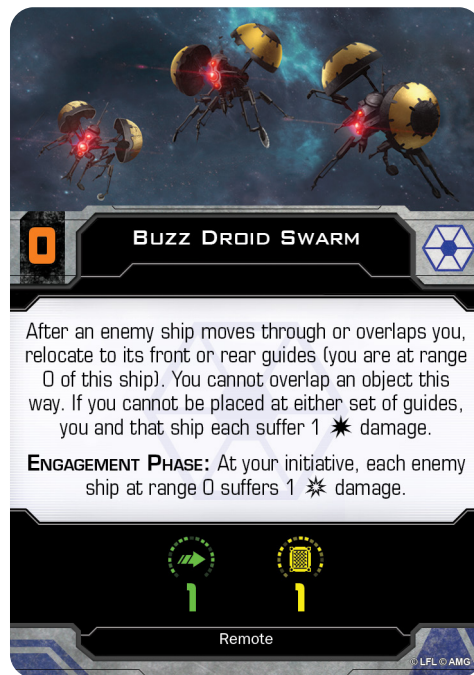 0
BUZZ DROID SWARM
After an enemy ship moves through or overlaps you,
relocate to its front or rear guides (you are at range
0 of this ship). You cannot overlap an object this
way. If you cannot be placed at either set of guides,
you and that ship each suffer 1 damage.
ENGAGEMENT PHASE: At your initiative, each enemy
ship at range 0 suffers 1 damage.
1 1
Remote
© LFL © AMG